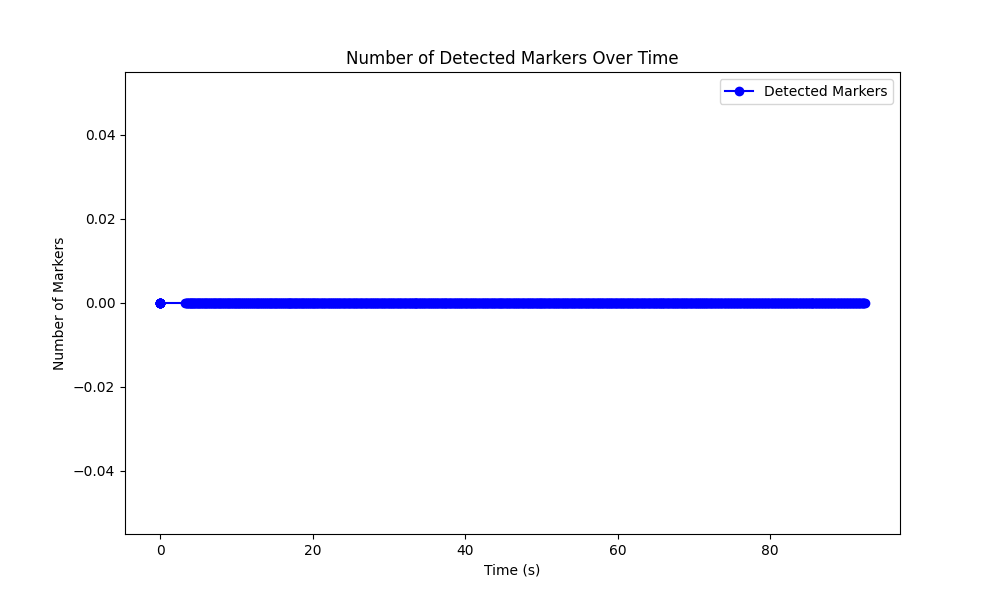 Number of Detected Markers Over Time
Detected Markers
Number of Markers
0.04
0.02
0.00
−0.02
−0.04
0 20 40 60 80
Time (s)